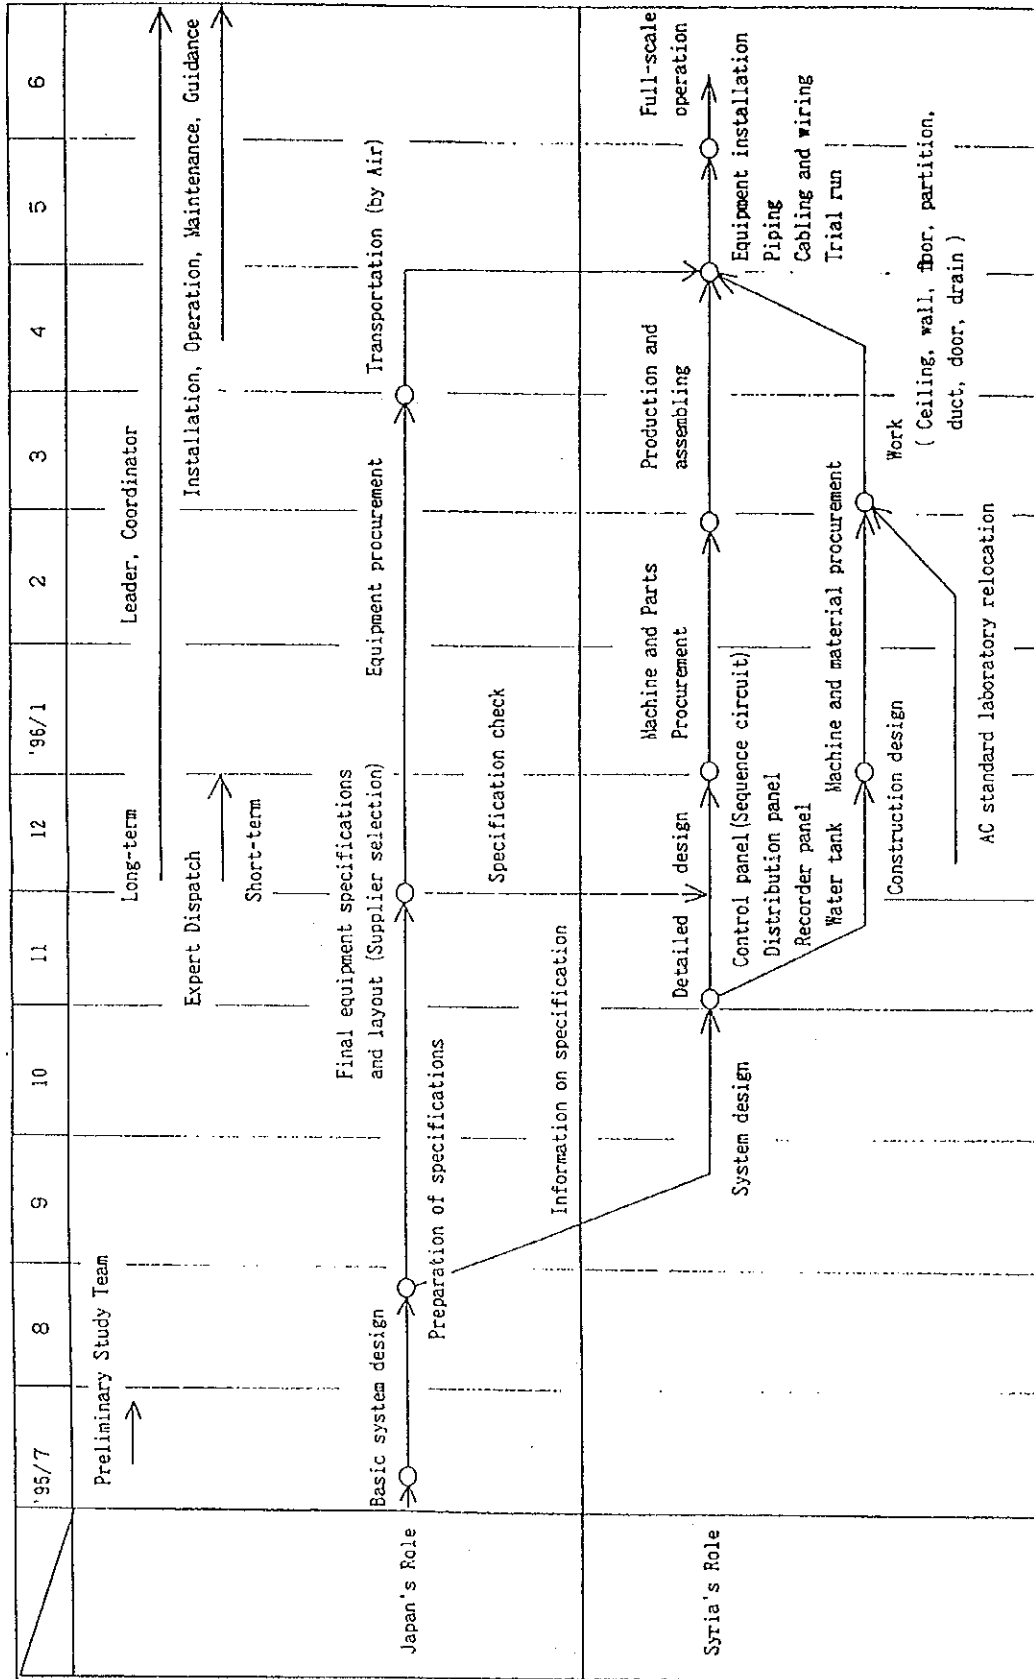 '95/7
8
9
10
11
12
'96/1
2
3
4
5
6
Preliminary Study Team
Long-term
Leader, Coordinator
Expert Dispatch
Installation, Operation, Maintenance, Guidance
Short-term
Japan's Role
Basic system design
Preparation of specifications
Final equipment specifications
and layout (Supplier selection)
Equipment procurement
Transportation (by Air)
Specification check
Information on specification
Syria's Role
System design
Detailed design
Control panel(Sequence circuit)
Distribution panel
Recorder panel
Water tank
Machine and Parts
Procurement
Production and
assembling
Full-scale
operation
Equipment installation
Piping
Cabling and wiring
Trial run
Machine and material procurement
Construction design
Work
( Ceiling, wall, floor, partition,
duct, door, drain )
AC standard laboratory relocation